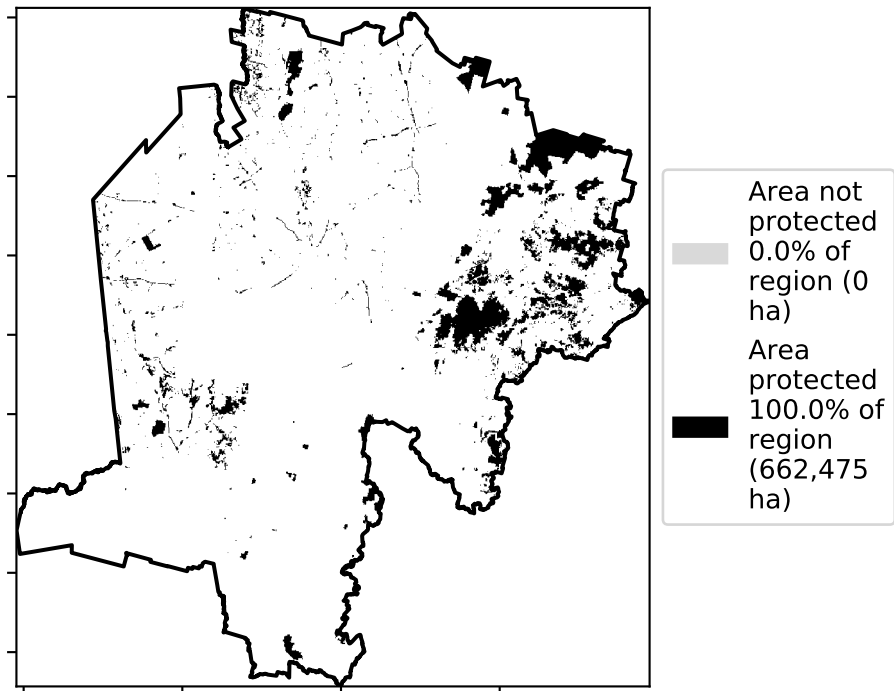 Area not
protected
0.0% of
region (0
ha)
Area
protected
100.0% of
region
(662,475
ha)